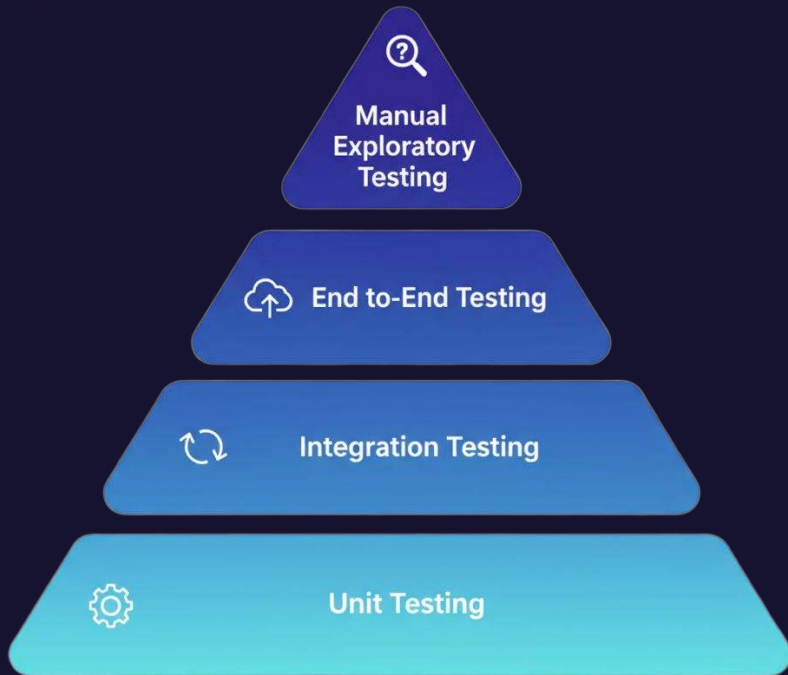 Manual
Exploratory
Testing
End to-End Testing
Integration Testing
Unit Testing